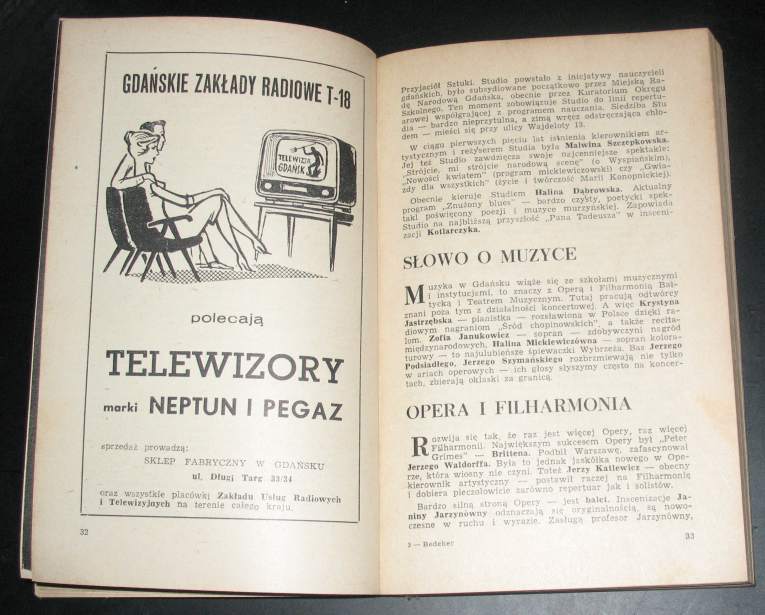 GDAŃSKIE ZAKŁADY RADIOWE T-18
TELEWIZJA
GDAŃSK
polecają
TELEWIZORY
marki NEPTUN I PEGAZ
sprzedaż prowadzą:
SKLEP FABRYCZNY W GDAŃSKU
ul. Długi Targ 33/34
oraz wszystkie placówki Zakładu Usług Radiowych
i Telewizyjnych na terenie całego kraju.
32
Przyjaciół Sztuki. Studio powstało z inicjatywy nauczycieli
gdańskich, było subsydiowane początkowo przez Miejską Ra-
dę Narodową Gdańska, obecnie przez Kuratorium Okręgu
Szkolnego. Ten moment zobowiązuje Studio do linii repertu-
arowej współgrającej z programem nauczania. Siedziba Stu
dia — bardzo nieprzytulna, a zimą wręcz odstręczająca chło-
dem — mieści się przy ulicy Wajdeloty 13.
W ciągu pierwszych pięciu lat istnienia kierownikiem ar-
tystycznym i reżyserem Studia była Malwina Szczepkowska.
Jej też Studio zawdzięcza swoje najcenniejsze spektakle:
„Strójcie, mi strójcie narodową scenę" (o Wyspiańskim),
„Nowości kwiatem" (program mickiewiczowski) czy „Gwia-
zdy dla wszystkich" (życie i twórczość Marii Konopnickiej).
Obecnie kieruje Studiem Halina Dąbrowska. Aktualny
program „Znużony blues" — bardzo czysty, poetycki spek-
takl poświęcony poezji i muzyce murzyńskiej. Zapowiedzia
Studio na najbliższą przyszłość „Pana Tadeusza" w insceni-
zacji Kotlarczyka.
SŁOWO O MUZYCE
Muzyka w Gdańsku wiąże się ze szkołami muzycznymi
i instytucjami, to znaczy z Operą i Filharmonią Bał-
tycką i Teatrem Muzycznym. Tutaj pracują odtwórcy
znani poza tym z działalności koncertowej. A więc Krystyna
Jastrzębska — pianistka — rozsławiona w Polsce dzięki ra-
diowym nagraniom „Śród chopinowskich", a także recita-
lom. Zofia Janukowicz — sopran — zdobywczyni nagród
międzynarodowych, Halina Mickiewiczówna — sopran kolora-
turowy — to najulubieńsze śpiewaczki Wybrzeża. Bas Jerzego
Podsiadłego, Jerzego Szymańskiego rozbrzmiewają nie tylko
w ariach operowych — ich głosy słyszymy często na koncer-
tach, zbierają oklaski za granicą.
OPERA I FILHARMONIA
Rozwija się tak, że raz jest więcej Opery, raz więcej
Filharmonii. Największym sukcesem Opery był „Peter
Grimes" — Brittena. Podbił Warszawę, zafascynował
Jerzego Waldorffa. Była to jednak jaskółka nowego w Ope-
rze, która wiosny nie czyni. Toteż Jerzy Katlewicz — obecny
kierownik artystyczny — postawił raczej na Filharmonię
i dobiera pieczołowicie zarówno repertuar jak i solistów.
Bardzo silną stroną Opery — jest balet. Inscenizacje Ja-
niny Jarzynówny odznaczają się oryginalnością, są nowo-
czesne w ruchu i wyrazie. Zasługą profesor Jarzynówny,
3 — Bedeker
33